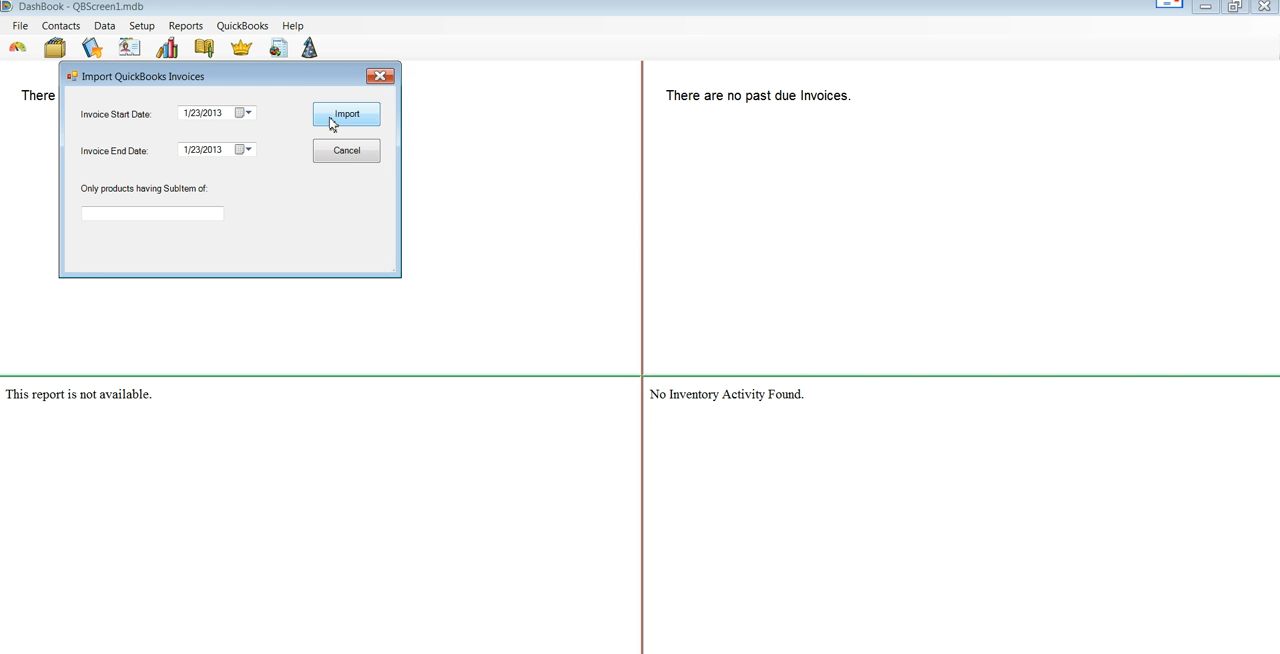 DashBook - QBScreen1.mdb
File Contacts Data Setup Reports QuickBooks Help
Import QuickBooks Invoices
There
There are no past due Invoices.
Invoice Start Date: 1/23/2013 Import
Invoice End Date: 1/23/2013 Cancel
Only products having SubItem of:
This report is not available.
No Inventory Activity Found.